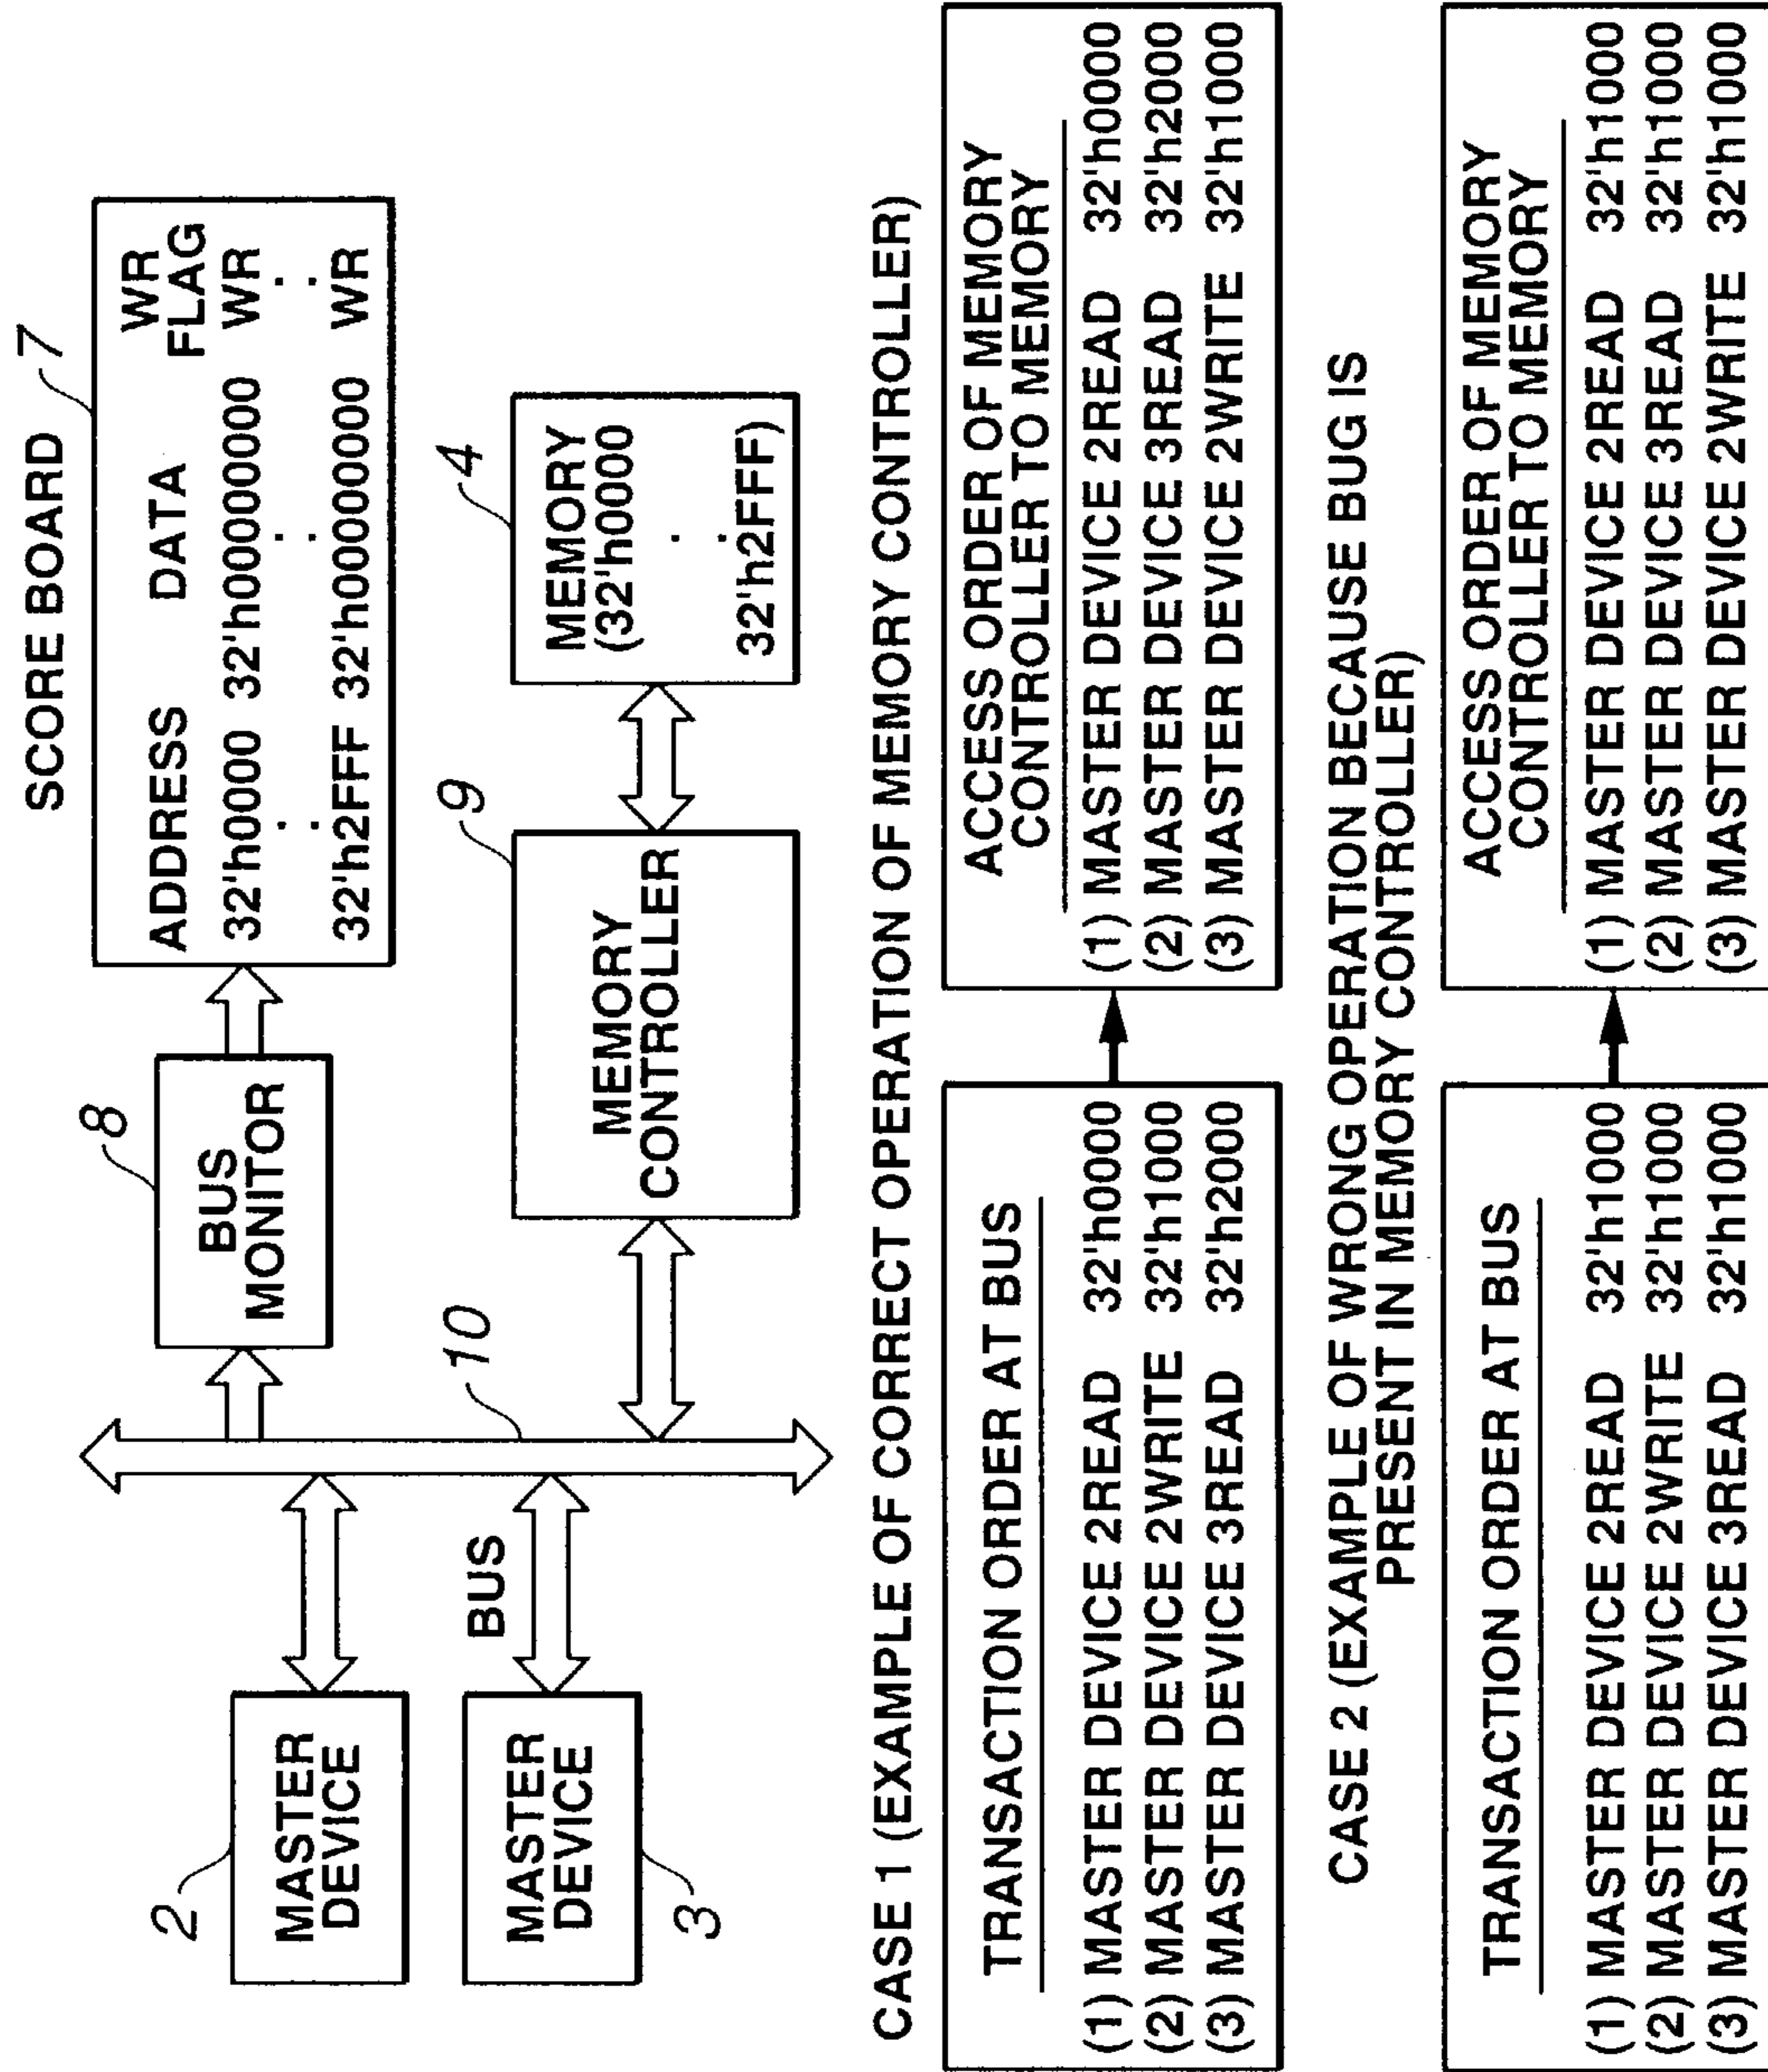 SCORE BOARD
7
ADDRESS DATA WR FLAG
32'h0000 32'h00000000 WR
: : :
32'h2FFF 32'h00000000 WR
8
BUS
MONITOR
2
MASTER
DEVICE
10
9
MEMORY
CONTROLLER
4
MEMORY
(32'h0000
:
32'h2FFF)
BUS
MASTER
DEVICE
3
CASE 1 (EXAMPLE OF CORRECT OPERATION OF MEMORY CONTROLLER)
TRANSACTION ORDER AT BUS
(1) MASTER DEVICE 2READ 32'h0000
(2) MASTER DEVICE 2WRITE 32'h1000
(3) MASTER DEVICE 3READ 32'h2000
ACCESS ORDER OF MEMORY
CONTROLLER TO MEMORY
(1) MASTER DEVICE 2READ 32'h0000
(2) MASTER DEVICE 3READ 32'h2000
(3) MASTER DEVICE 2WRITE 32'h1000
CASE 2 (EXAMPLE OF WRONG OPERATION BECAUSE BUG IS
PRESENT IN MEMORY CONTROLLER)
TRANSACTION ORDER AT BUS
(1) MASTER DEVICE 2READ 32'h1000
(2) MASTER DEVICE 2WRITE 32'h1000
(3) MASTER DEVICE 3READ 32'h1000
ACCESS ORDER OF MEMORY
CONTROLLER TO MEMORY
(1) MASTER DEVICE 2READ 32'h1000
(2) MASTER DEVICE 3READ 32'h1000
(3) MASTER DEVICE 2WRITE 32'h1000